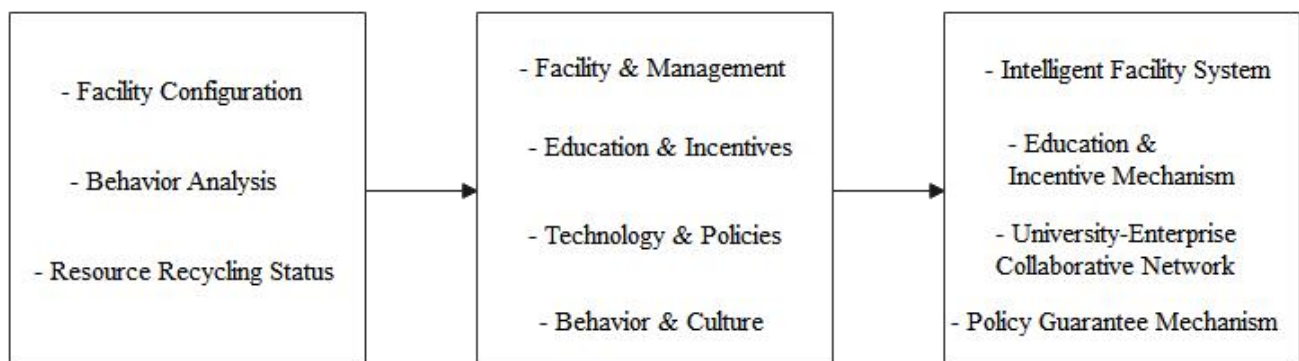 - Facility Configuration
- Behavior Analysis
- Resource Recycling Status
- Facility & Management
- Education & Incentives
- Technology & Policies
- Behavior & Culture
- Intelligent Facility System
- Education &
Incentive Mechanism
- University-Enterprise
Collaborative Network
- Policy Guarantee Mechanism